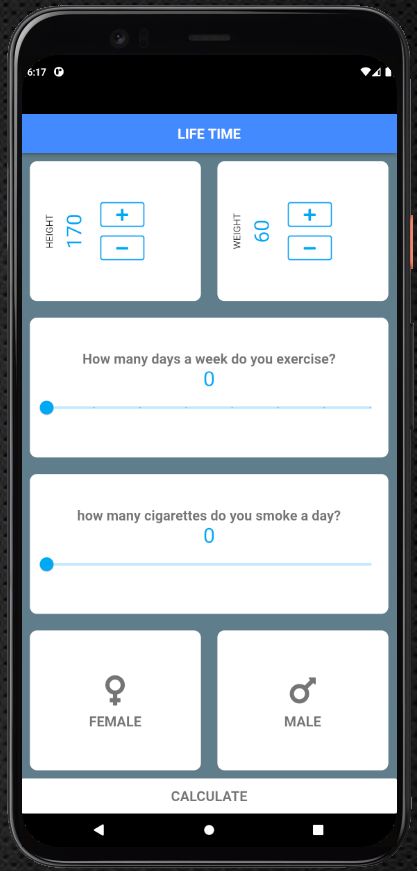 6:17
LIFE TIME
HEIGHT
170
+
−
WEIGHT
60
+
−
How many days a week do you exercise?
0
how many cigarettes do you smoke a day?
0
FEMALE
MALE
CALCULATE